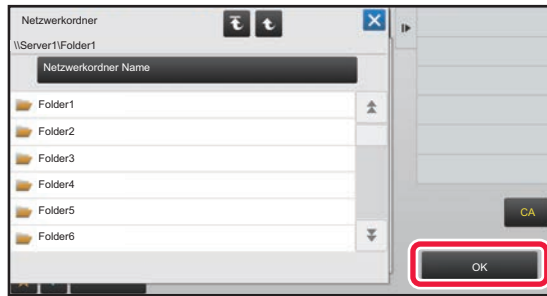 Netzwerkordner
\\Server1\Folder1
Netzwerkordner Name
Folder1
Folder2
Folder3
Folder4
Folder5
Folder6
CA
OK